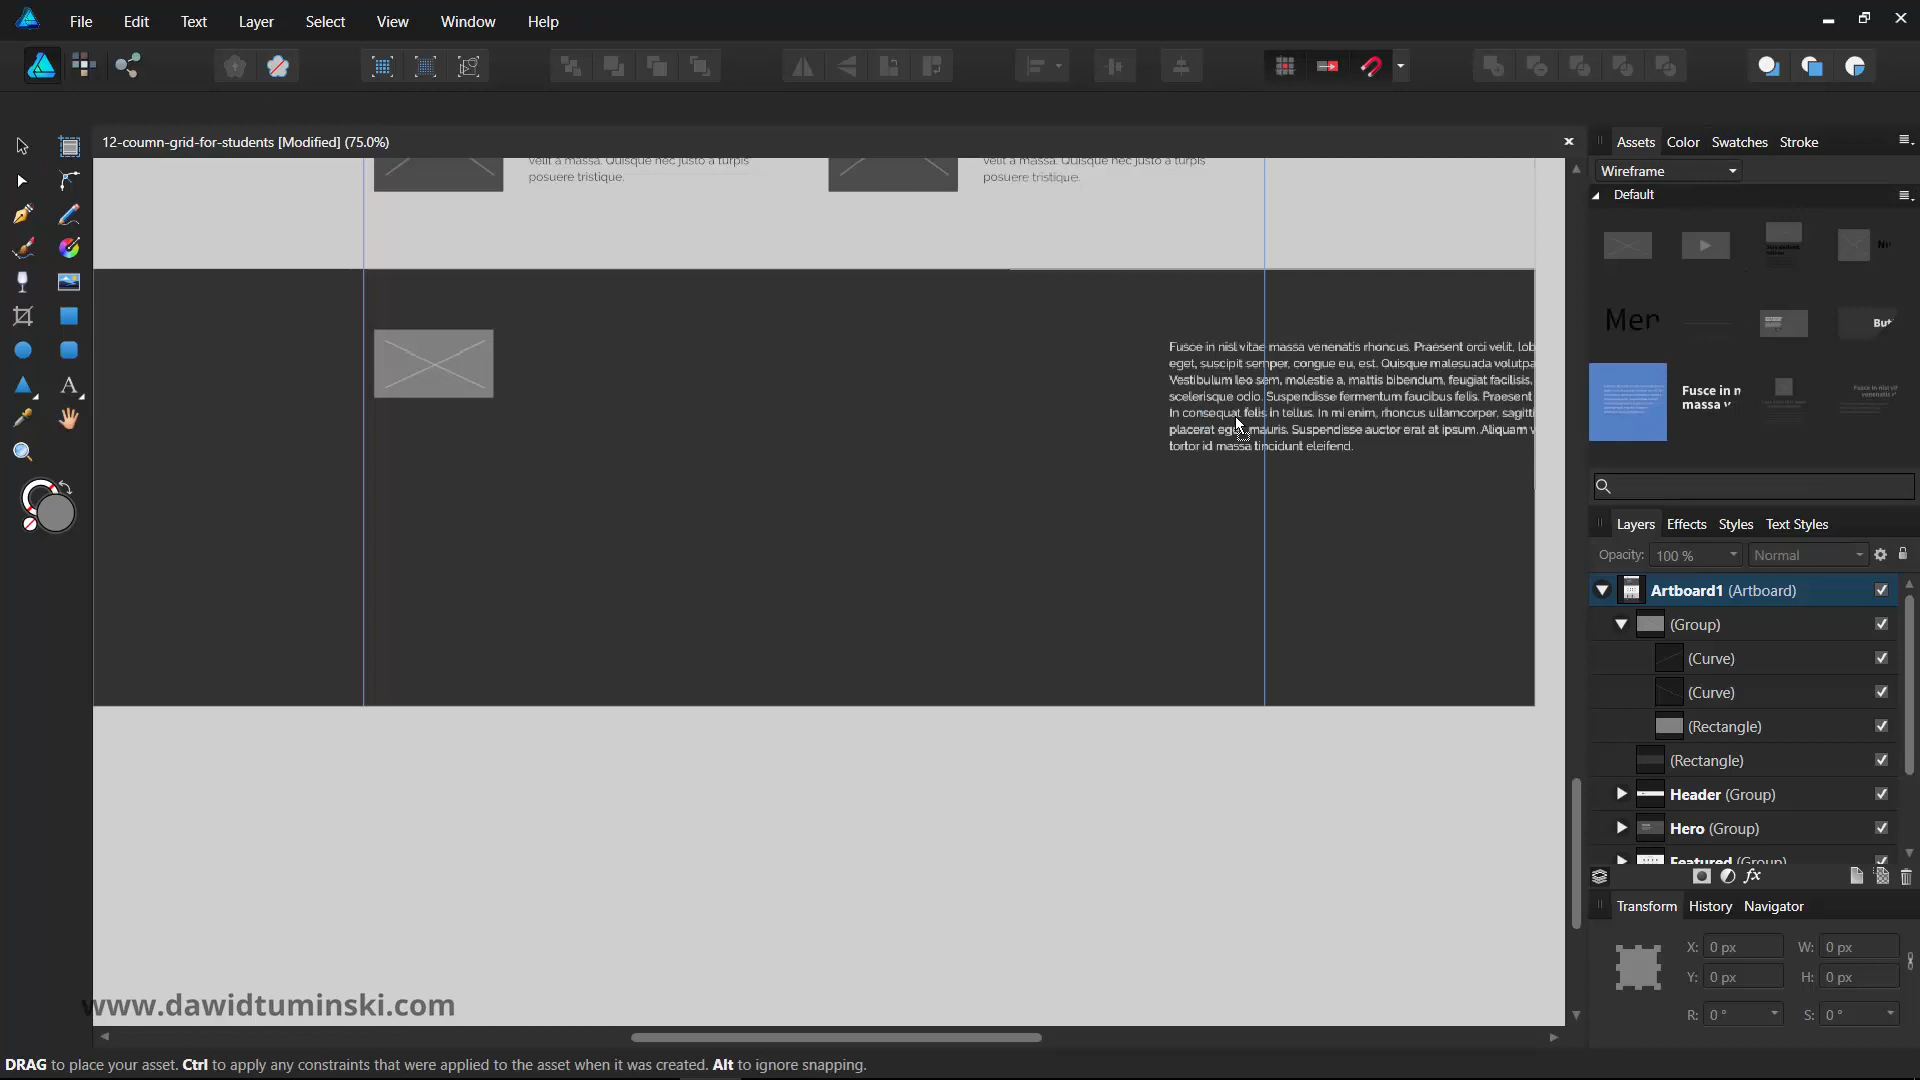 File Edit Text Layer Select View Window Help
12-coumn-grid-for-students [Modified] (75.0%)
Assets Color Swatches Stroke
Wireframe
Default
velit a massa. Quisque nec justo a turpis
posuere tristique.
velit a massa. Quisque nec justo a turpis
posuere tristique.
Fusce in nisl vitae massa venenatis rhoncus. Praesent orci velit, lob
eget, suscipit semper, congue eu, est. Quisque malesuada volutpa
Vestibulum leo sem, molestie a, mattis bibendum, feugiat facilisis,
scelerisque odio. Suspendisse fermentum faucibus felis. Praesent
In consequat felis in tellus. In mi enim, rhoncus ullamcorper, sagitt
placerat eget, mauris. Suspendisse auctor erat at ipsum. Aliquam v
tortor id massa tincidunt eleifend.
Mer
But
Fusce in n
massa v
Layers Effects Styles Text Styles
Opacity: 100 % Normal
Artboard1 (Artboard)
(Group)
(Curve)
(Curve)
(Rectangle)
(Rectangle)
Header (Group)
Hero (Group)
Featured (Group)
fx
Transform History Navigator
X: 0 px W: 0 px
Y: 0 px H: 0 px
R: 0 ° S: 0 °
www.dawidtuminski.com
DRAG to place your asset. Ctrl to apply any constraints that were applied to the asset when it was created. Alt to ignore snapping.